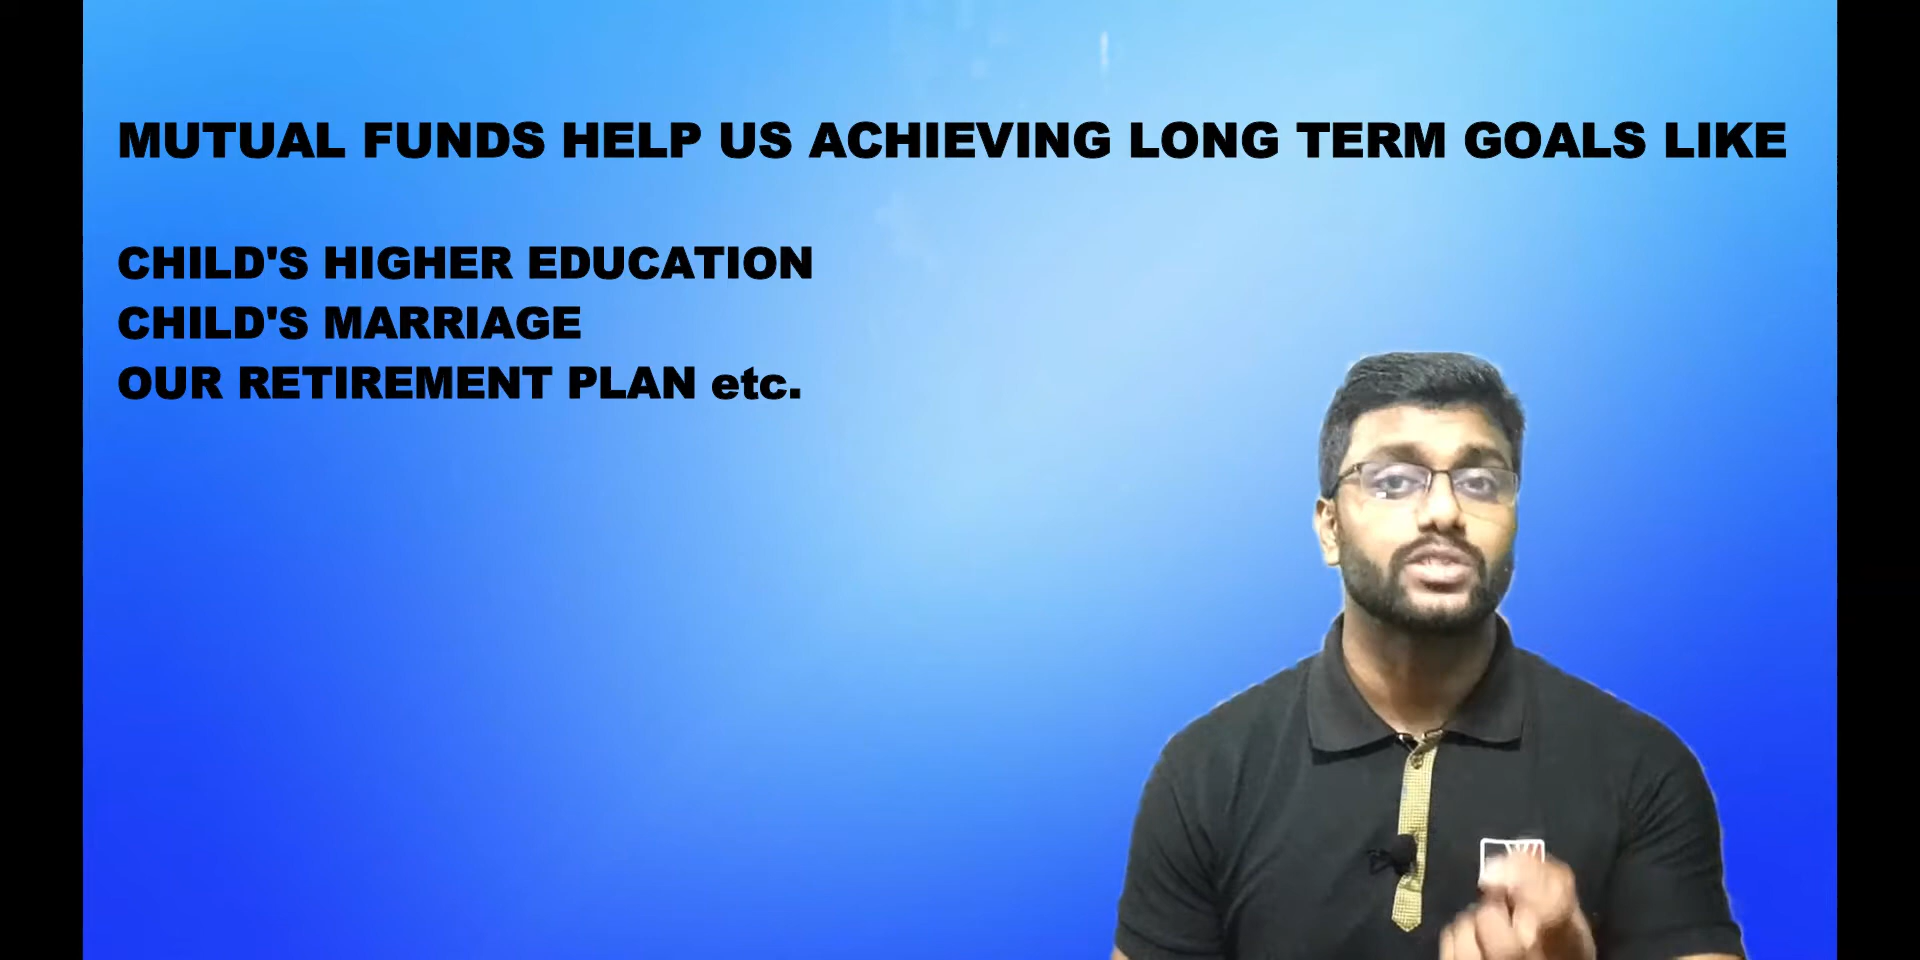 MUTUAL FUNDS HELP US ACHIEVING LONG TERM GOALS LIKE
CHILD'S HIGHER EDUCATION
CHILD'S MARRIAGE
OUR RETIREMENT PLAN etc.